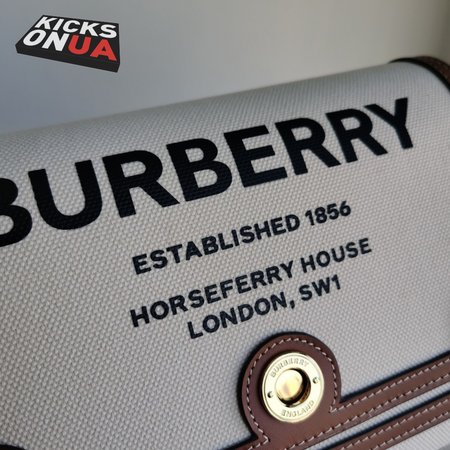 KICKS
ONUA
BURBERRY
ESTABLISHED 1856
HORSEFERRY HOUSE
LONDON, SW1
BURBERRY
ENGLAND